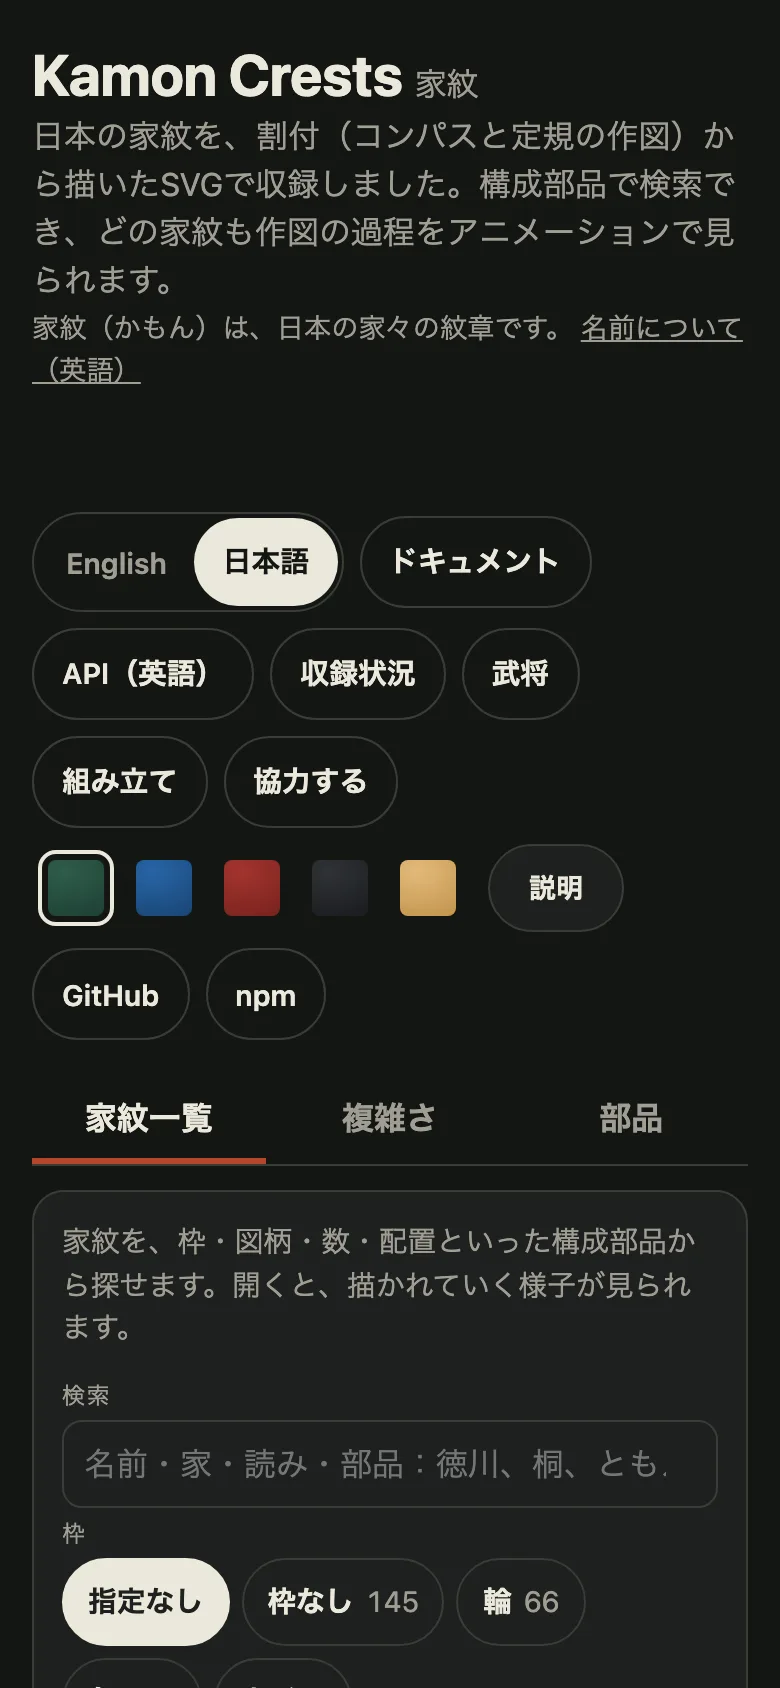 Kamon Crests 家紋
日本の家紋を、割付（コンパスと定規の作図）か
ら描いたSVGで収録しました。構成部品で検索で
き、どの家紋も作図の過程をアニメーションで見
られます。
家紋（かもん）は、日本の家々の紋章です。 名前について
（英語）
English 日本語 ドキュメント
API（英語） 収録状況 武将
組み立て 協力する
説明
GitHub npm
家紋一覧 複雑さ 部品
家紋を、枠・図柄・数・配置といった構成部品か
ら探せます。開くと、描かれていく様子が見られ
ます。
検索
名前・家・読み・部品：徳川、桐、とも
枠
指定なし 枠なし 145 輪 66